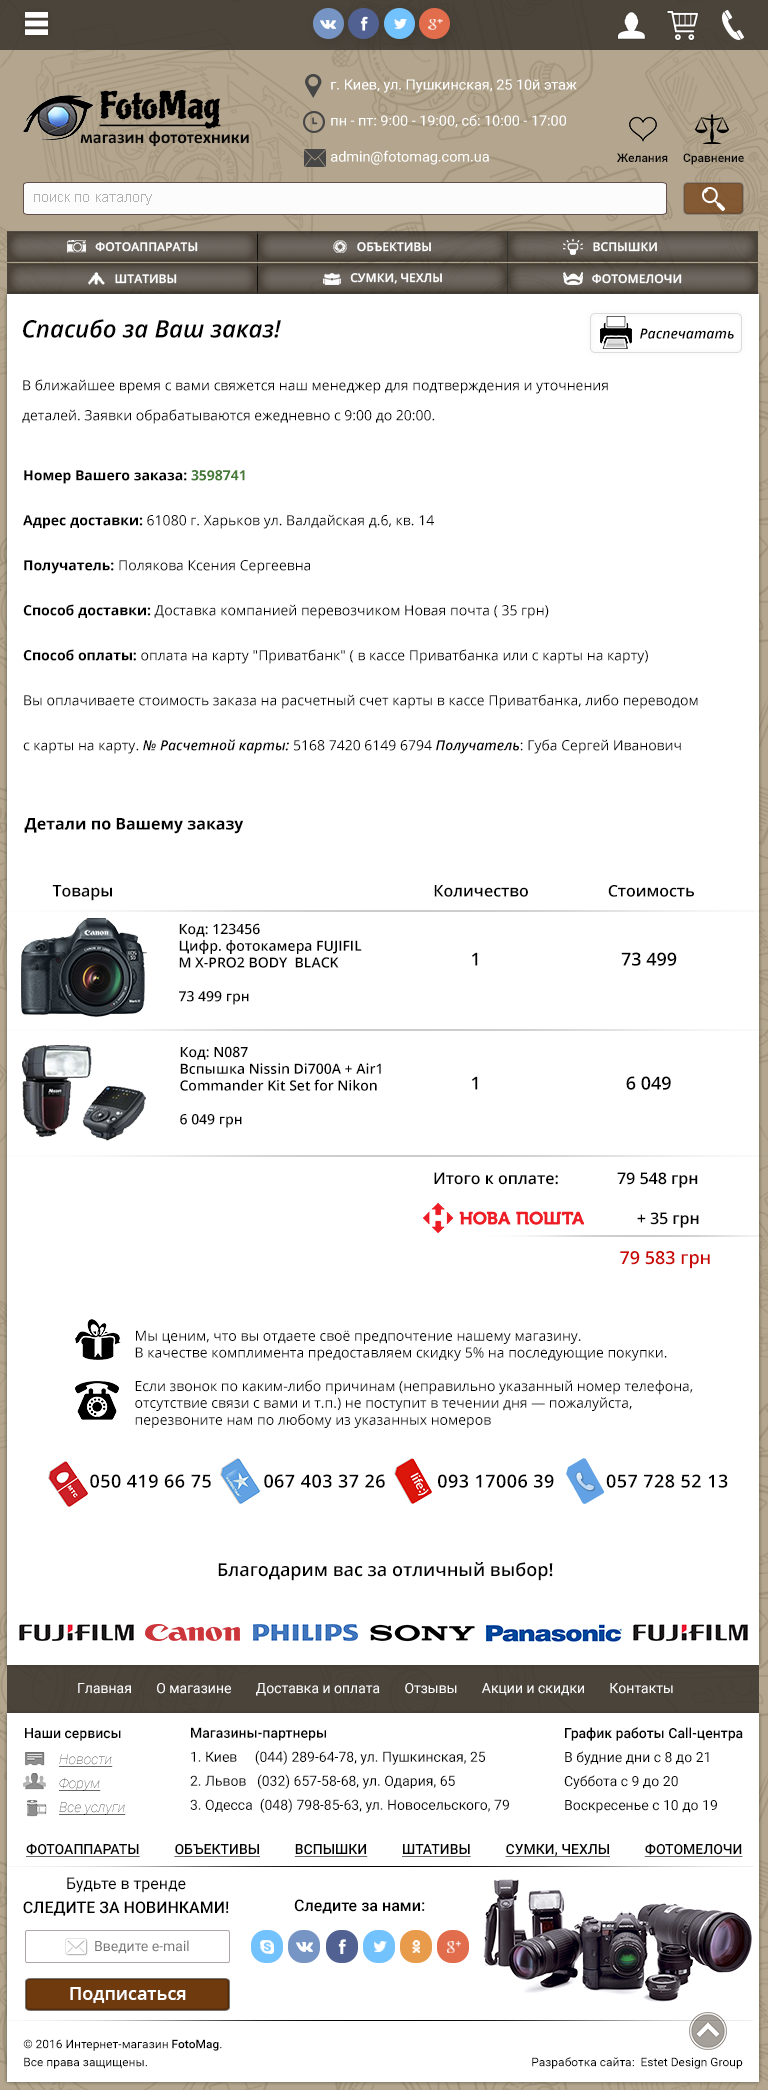 FotoMag
магазин фототехники
г. Киев, ул. Пушкинская, 25 10й этаж
пн - пт: 9:00 - 19:00, сб: 10:00 - 17:00
admin@fotomag.com.ua
Желания Сравнение
поиск по каталогу
ФОТОАППАРАТЫ ОБЪЕКТИВЫ ВСПЫШКИ
ШТАТИВЫ СУМКИ, ЧЕХЛЫ ФОТОМЕЛОЧИ
Спасибо за Ваш заказ!
Распечатать
В ближайшее время с вами свяжется наш менеджер для подтверждения и уточнения
деталей. Заявки обрабатываются ежедневно с 9:00 до 20:00.
Номер Вашего заказа: 3598741
Адрес доставки: 61080 г. Харьков ул. Валдайская д.6, кв. 14
Получатель: Полякова Ксения Сергеевна
Способ доставки: Доставка компанией перевозчиком Новая почта ( 35 грн)
Способ оплаты: оплата на карту "Приватбанк" ( в кассе Приватбанка или с карты на карту)
Вы оплачиваете стоимость заказа на расчетный счет карты в кассе Приватбанка, либо переводом
с карты на карту. № Расчетной карты: 5168 7420 6149 6794 Получатель: Губа Сергей Иванович
Детали по Вашему заказу
Товары Количество Стоимость
Canon
Код: 123456
Цифр. фотокамера FUJIFIL
M X-PRO2 BODY BLACK
73 499 грн
1 73 499
Nissin
Код: N087
Вспышка Nissin Di700A + Air1
Commander Kit Set for Nikon
6 049 грн
1 6 049
Итого к оплате: 79 548 грн
НОВА ПОШТА + 35 грн
79 583 грн
Мы ценим, что вы отдаете своё предпочтение нашему магазину.
В качестве комплимента предоставляем скидку 5% на последующие покупки.
Если звонок по каким-либо причинам (неправильно указанный номер телефона,
отсутствие связи с вами и т.п.) не поступит в течении дня — пожалуйста,
перезвоните нам по любому из указанных номеров
МТС 050 419 66 75 067 403 37 26 life:) 093 17006 39 057 728 52 13
Благодарим вас за отличный выбор!
FUJIFILM Canon PHILIPS SONY Panasonic FUJIFILM
Главная О магазине Доставка и оплата Отзывы Акции и скидки Контакты
Наши сервисы Магазины-партнеры График работы Call-центра
Новости 1. Киев (044) 289-64-78, ул. Пушкинская, 25 В будние дни с 8 до 21
Форум 2. Львов (032) 657-58-68, ул. Одария, 65 Суббота с 9 до 20
Все услуги 3. Одесса (048) 798-85-63, ул. Новосельского, 79 Воскресенье с 10 до 19
ФОТОАППАРАТЫ ОБЪЕКТИВЫ ВСПЫШКИ ШТАТИВЫ СУМКИ, ЧЕХЛЫ ФОТОМЕЛОЧИ
Будьте в тренде
СЛЕДИТЕ ЗА НОВИНКАМИ!
Следите за нами:
Введите e-mail
Подписаться
© 2016 Интернет-магазин FotoMag.
Все права защищены.
Разработка сайта: Estet Design Group